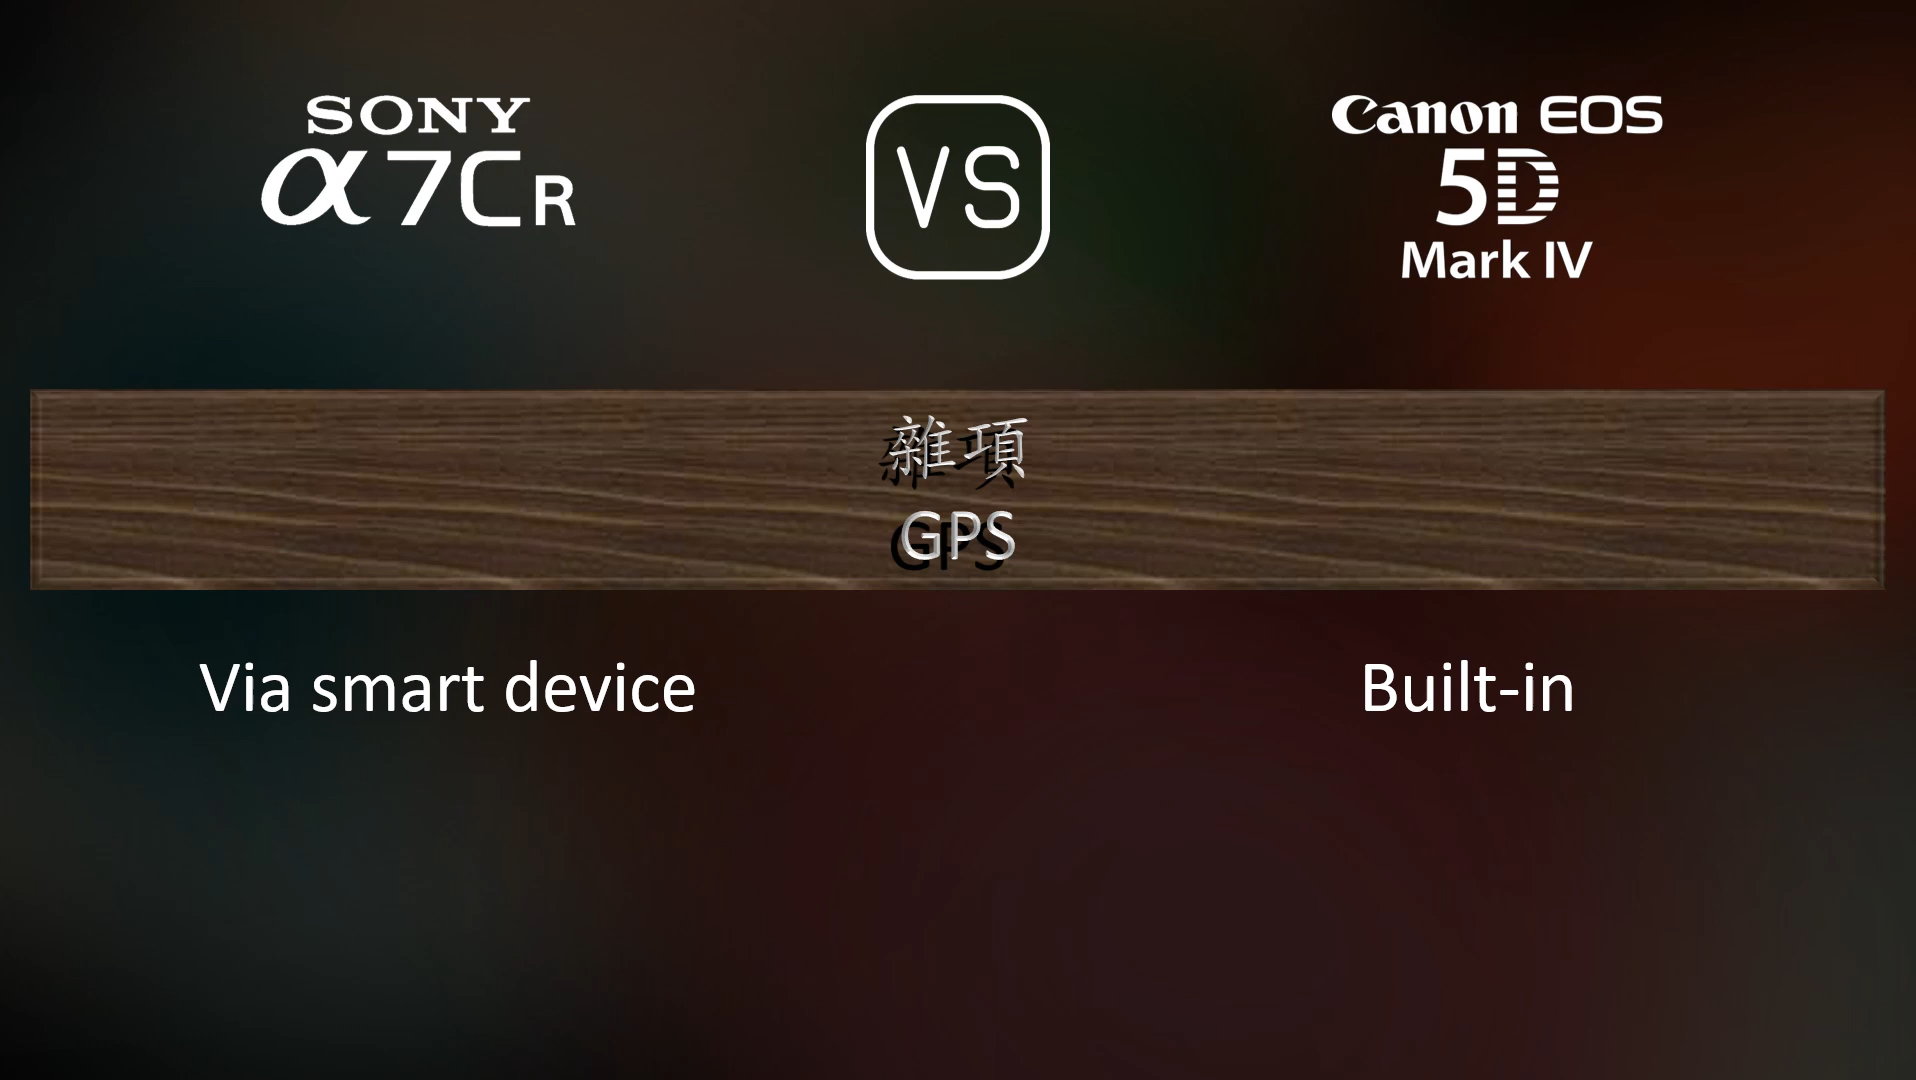 SONY
α7CR
VS
Canon EOS
5D
Mark IV
雜項
GPS
Via smart device
Built-in